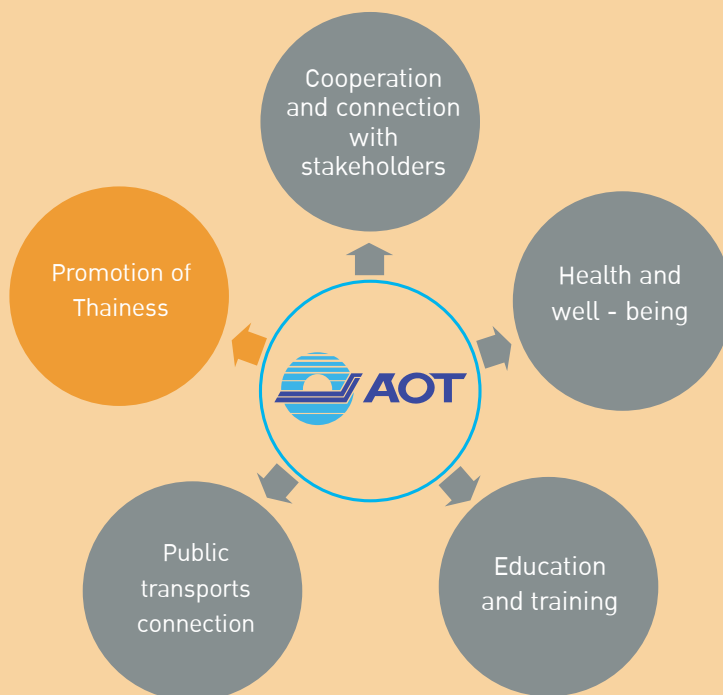 Cooperation
and connection
with
stakeholders
Promotion of
Thainess
Health and
well - being
AOT
Public
transports
connection
Education
and training